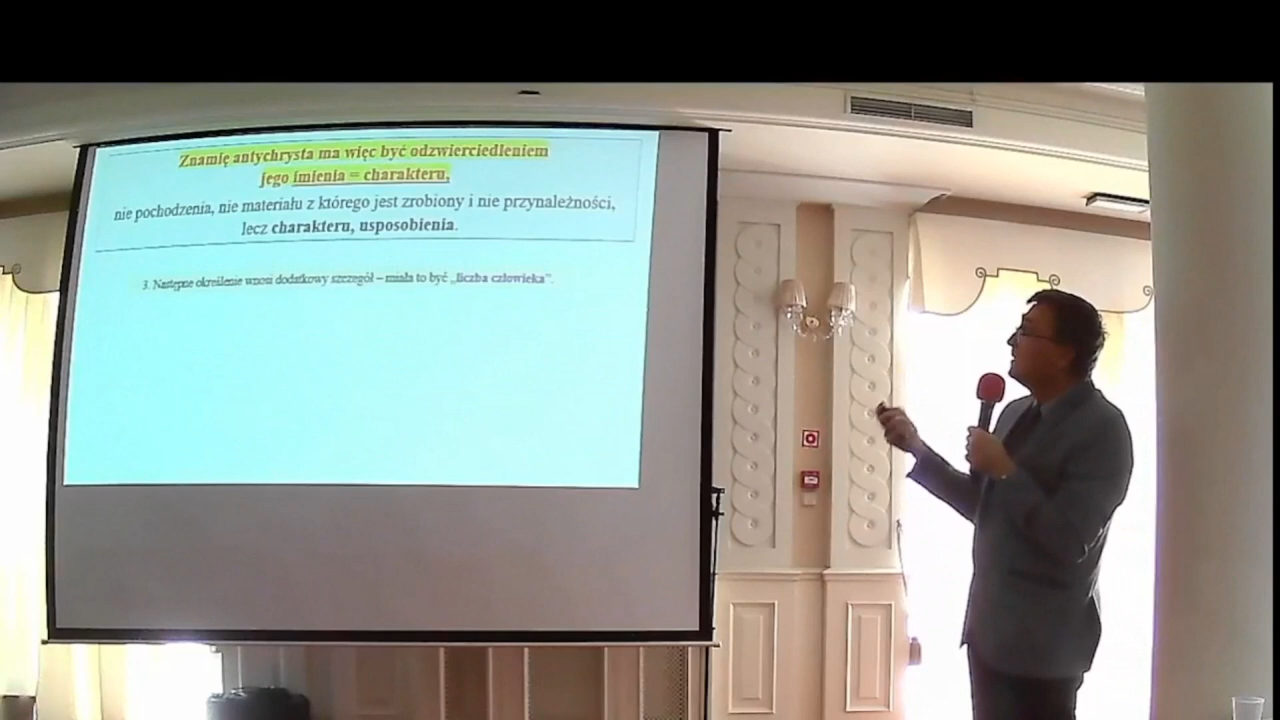 Znamię antychrysta ma więc być odzwierciedleniem
jego imienia = charakteru,
nie pochodzenia, nie materiału z którego jest zrobiony i nie przynależności,
lecz charakteru, usposobienia.
3. Następne określenie wnosi dodatkowy szczegół – miała to być „liczba człowieka”.